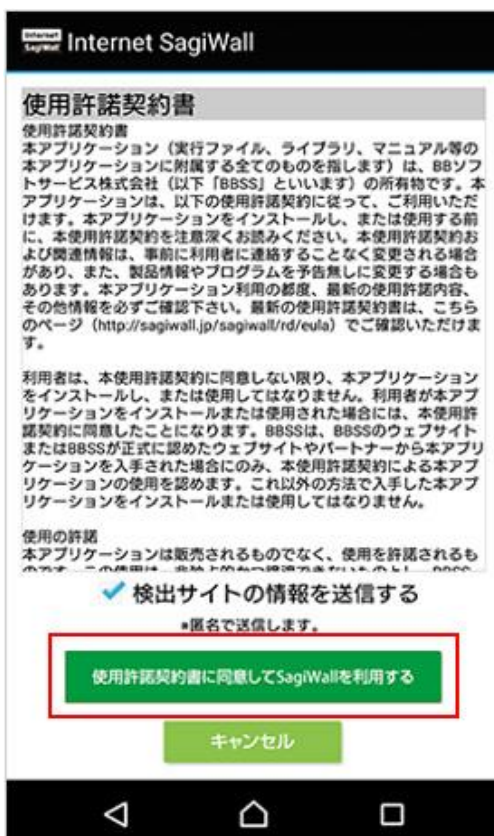 Internet SagiWall Internet SagiWall
使用許諾契約書
使用許諾契約書
本アプリケーション（実行ファイル、ライブラリ、マニュアル等の
本アプリケーションに附属する全てのものを指します）は、BBソフ
トサービス株式会社（以下「BBSS」といいます）の所有物です。本
アプリケーションは、以下の使用許諾契約に従って、ご利用いただ
けます。本アプリケーションをインストールし、または使用する前
に、本使用許諾契約を注意深くお読みください。本使用許諾契約お
よび関連情報は、事前に利用者に連絡することなく変更される場合
があり、また、製品情報やプログラムを予告無しに変更する場合も
あります。本アプリケーション利用の都度、最新の使用許諾内容、
その他情報を必ずご確認下さい。最新の使用許諾契約書は、こちら
のページ（http://sagiwall.jp/sagiwall/rd/eula）でご確認いただけま
す。
利用者は、本使用許諾契約に同意しない限り、本アプリケーション
をインストールし、または使用してはなりません。利用者が本アプ
リケーションをインストールまたは使用された場合には、本使用許
諾契約に同意したことになります。BBSSは、BBSSのウェブサイト
またはBBSSが正式に認めたウェブサイトやパートナーから本アプリ
ケーションを入手された場合にのみ、本使用許諾契約による本アプ
リケーションの使用を認めます。これ以外の方法で入手した本アプ
リケーションをインストールまたは使用してはなりません。
使用の許諾
本アプリケーションは販売されるものでなく、使用を許諾されるも
のです。この使用は、非独占的かつ譲渡できないものとし、BBSS
検出サイトの情報を送信する
*匿名で送信します。
使用許諾契約書に同意してSagiWallを利用する
キャンセル